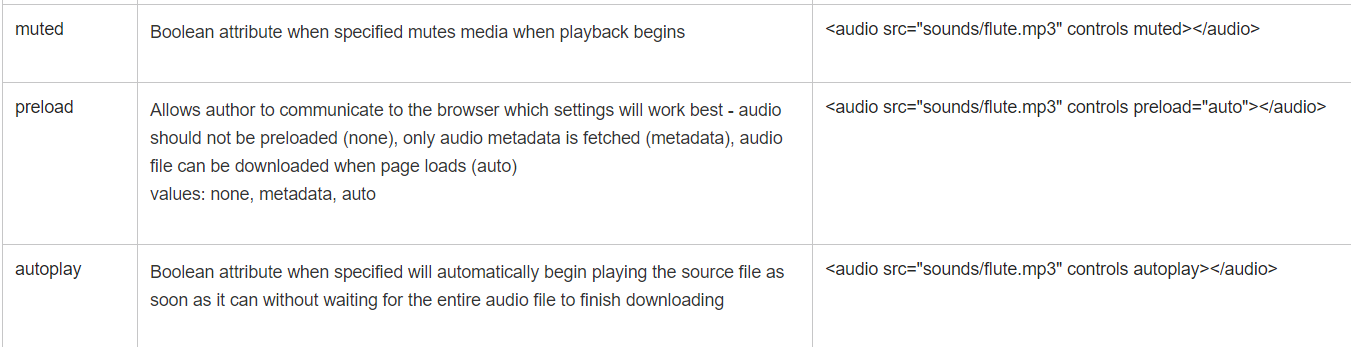 muted
Boolean attribute when specified mutes media when playback begins
<audio src="sounds/flute.mp3" controls muted></audio>
preload
Allows author to communicate to the browser which settings will work best - audio
should not be preloaded (none), only audio metadata is fetched (metadata), audio
file can be downloaded when page loads (auto)
values: none, metadata, auto
<audio src="sounds/flute.mp3" controls preload="auto"></audio>
autoplay
Boolean attribute when specified will automatically begin playing the source file as
soon as it can without waiting for the entire audio file to finish downloading
<audio src="sounds/flute.mp3" controls autoplay></audio>